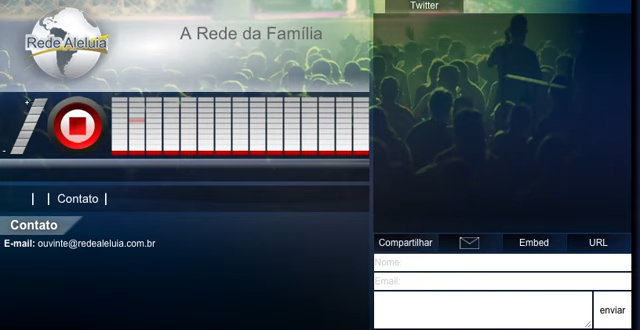 Twitter
Rede Aleluia
A Rede da Família
+
-
Contato
Contato
E-mail: ouvinte@redealeluia.com.br
Compartilhar
Embed
URL
Nome:
Email:
enviar